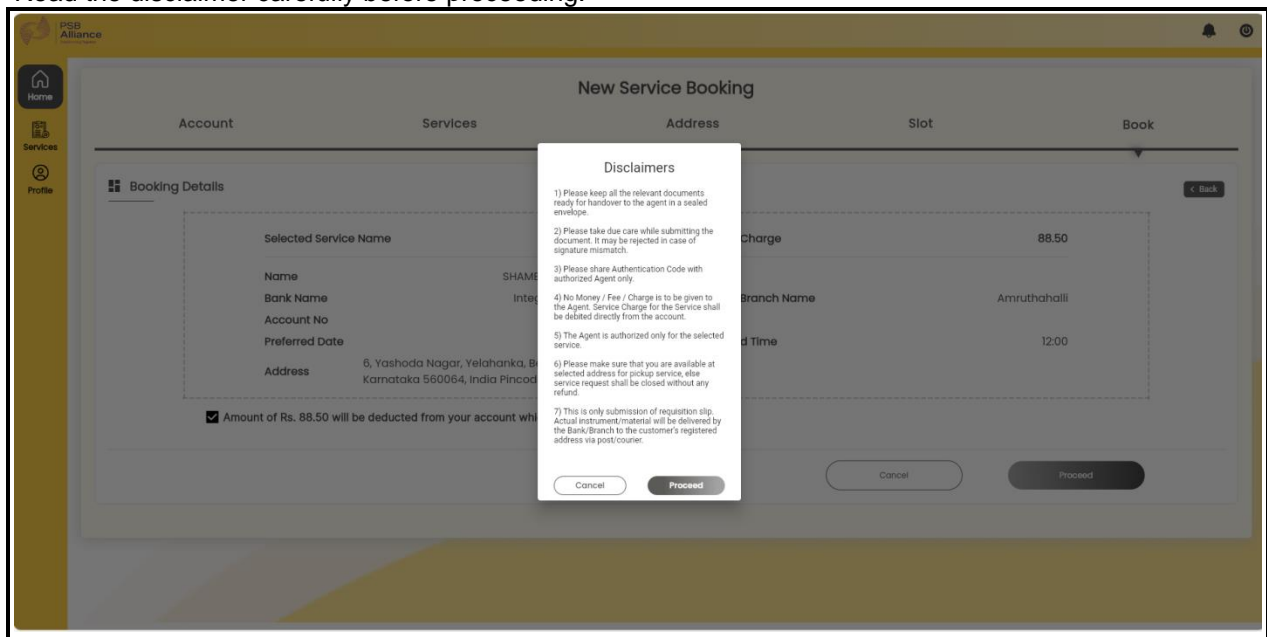 Read the disclaimer carefully before proceeding.
PSB
Alliance
New Service Booking
Home
Services
Profile
Account Services Address Slot Book
Booking Details
< Back
Selected Service Name Charge 88.50
Name SHAME
Bank Name Integ Branch Name Amruthahalli
Account No
Preferred Date d Time 12:00
Address 6, Yashoda Nagar, Yelahanka, B
Karnataka 560064, India Pincod
Amount of Rs. 88.50 will be deducted from your account whi
Cancel Proceed
Disclaimers
1) Please keep all the relevant documents
ready for handover to the agent in a sealed
envelope.
2) Please take due care while submitting the
document. It may be rejected in case of
signature mismatch.
3) Please share Authentication Code with
authorized Agent only.
4) No Money / Fee / Charge is to be given to
the Agent. Service Charge for the Service shall
be debited directly from the account.
5) The Agent is authorized only for the selected
service.
6) Please make sure that you are available at
selected address for pickup service, else
service request shall be closed without any
refund.
7) This is only submission of requisition slip.
Actual instrument/material will be delivered by
the Bank/Branch to the customer's registered
address via post/courier.
Cancel Proceed